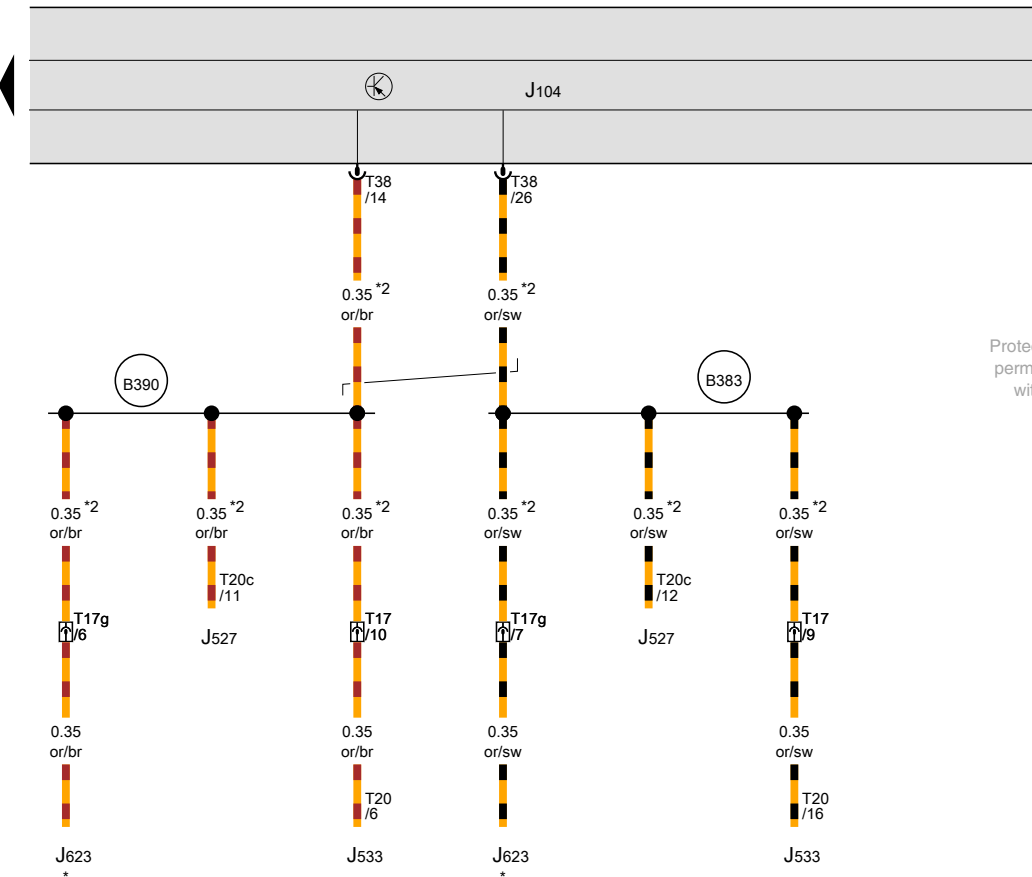 J104
T38
/14
T38
/26
0.35 *2
or/br
0.35 *2
or/sw
Prote
perm
wit
B390
B383
0.35 *2
or/br
0.35 *2
or/br
0.35 *2
or/br
0.35 *2
or/sw
0.35 *2
or/sw
0.35 *2
or/sw
T20c
/11
T20c
/12
T17g
/6
J527
T17
/10
T17g
/7
J527
T17
/9
0.35
or/br
0.35
or/br
0.35
or/sw
0.35
or/sw
T20
/6
T20
/16
J623
*
J533
J623
*
J533